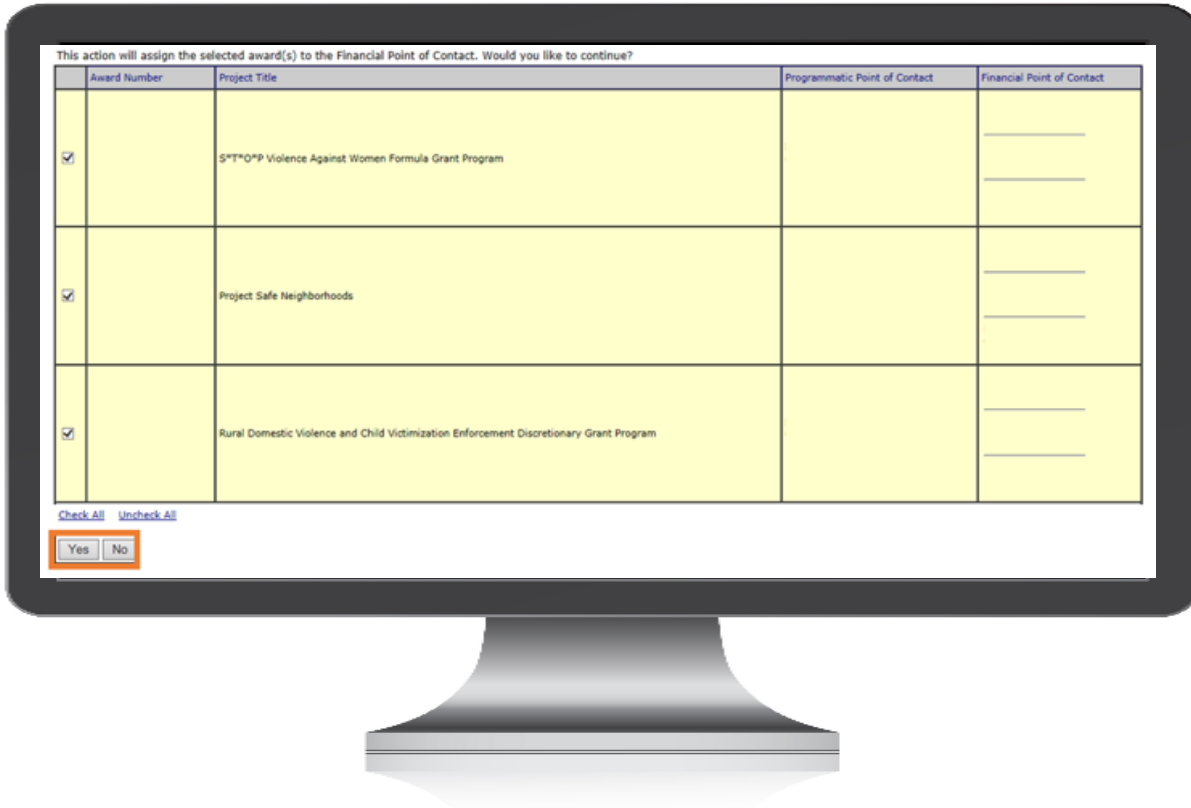 This action will assign the selected award(s) to the Financial Point of Contact. Would you like to continue?
Award Number Project Title Programmatic Point of Contact Financial Point of Contact
S*T*O*P Violence Against Women Formula Grant Program
Project Safe Neighborhoods
Rural Domestic Violence and Child Victimization Enforcement Discretionary Grant Program
Check All Uncheck All
Yes No